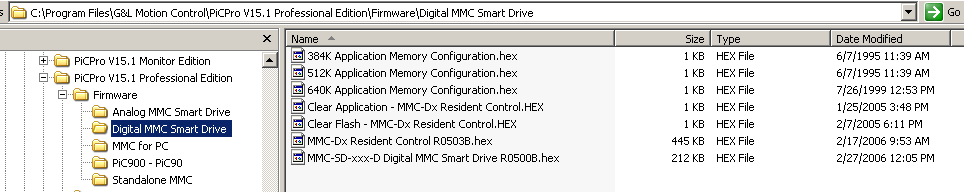 s C:\Program Files\G&L Motion Control\PiCPro V15.1 Professional Edition\Firmware\Digital MMC Smart Drive Go
PiCPro V15.1 Monitor Edition
PiCPro V15.1 Professional Edition
Firmware
Analog MMC Smart Drive
Digital MMC Smart Drive
MMC for PC
PiC900 - PiC90
Standalone MMC
Name Size Type Date Modified
384K Application Memory Configuration.hex 1 KB HEX File 6/7/1995 11:39 AM
512K Application Memory Configuration.hex 1 KB HEX File 6/7/1995 11:39 AM
640K Application Memory Configuration.hex 1 KB HEX File 7/26/1999 12:53 PM
Clear Application - MMC-Dx Resident Control.HEX 1 KB HEX File 1/25/2005 3:48 PM
Clear Flash - MMC-Dx Resident Control.HEX 1 KB HEX File 2/7/2005 6:11 PM
MMC-Dx Resident Control R0503B.hex 445 KB HEX File 2/17/2006 9:53 AM
MMC-SD-xxx-D Digital MMC Smart Drive R0500B.hex 212 KB HEX File 2/27/2006 12:05 PM